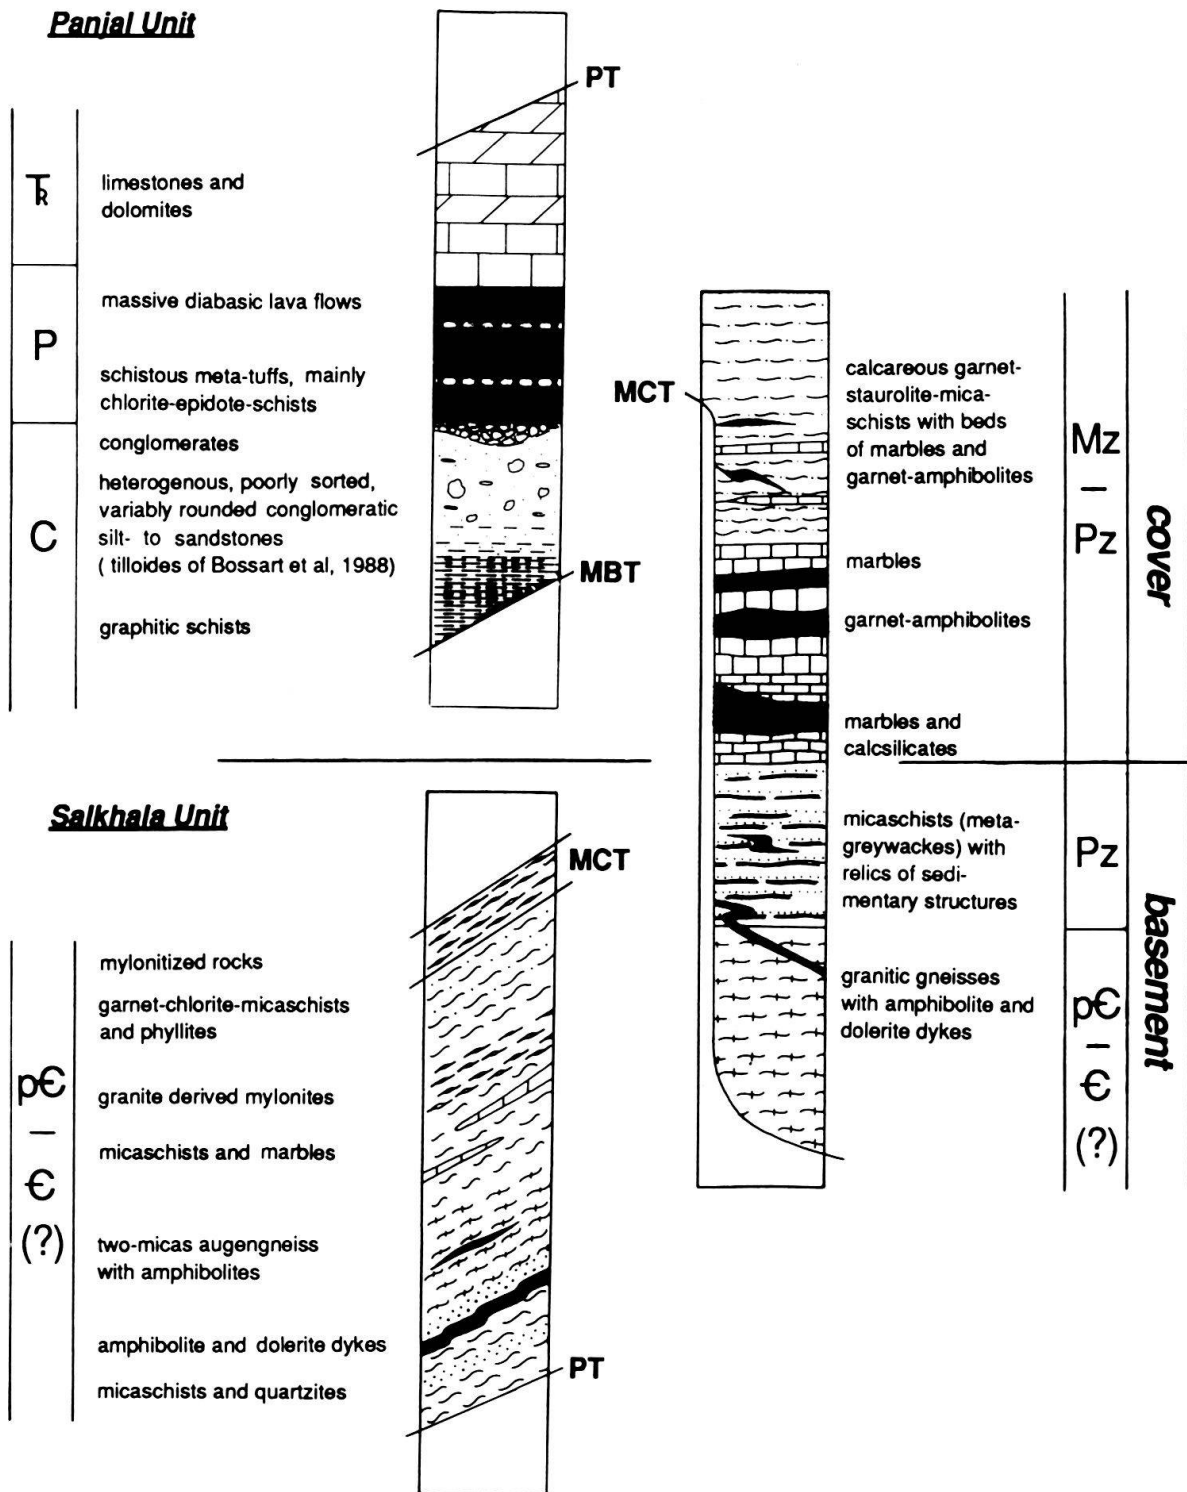 Panjal Unit
PT
TR
limestones and
dolomites
P
massive diabasic lava flows
schistous meta-tuffs, mainly
chlorite-epidote-schists
C
conglomerates
heterogenous, poorly sorted,
variably rounded conglomeratic
silt- to sandstones
( tilloides of Bossart et al, 1988)
MBT
graphitic schists
Salkhala Unit
MCT
mylonitized rocks
garnet-chlorite-micaschists
and phyllites
pЄ
–
Є
(?)
granite derived mylonites
micaschists and marbles
two-micas augengneiss
with amphibolites
amphibolite and dolerite dykes
PT
micaschists and quartzites
MCT
calcareous garnet-
staurolite-mica-
schists with beds
of marbles and
garnet-amphibolites
Mz
–
Pz
cover
marbles
garnet-amphibolites
marbles and
calcsilicates
micaschists (meta-
greywackes) with
relics of sedi-
mentary structures
Pz
basement
granitic gneisses
with amphibolite and
dolerite dykes
pЄ
–
Є
(?)